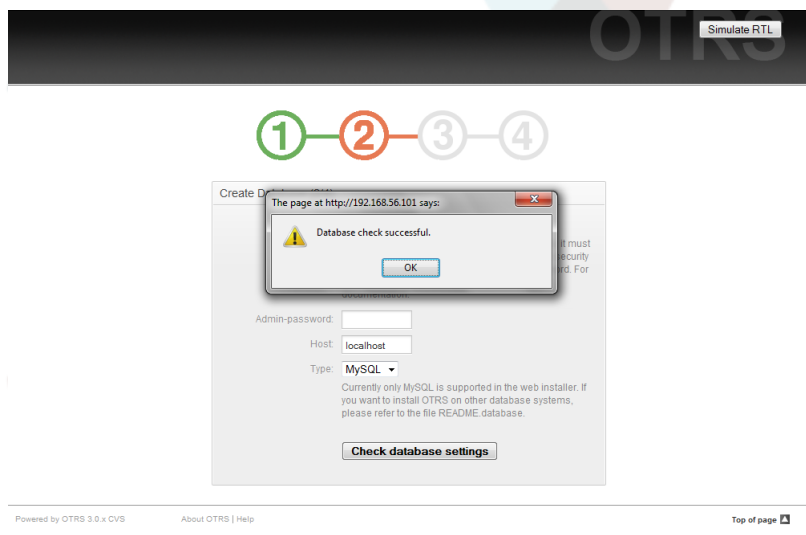 OTRS
Simulate RTL
1 2 3 4
Create
The page at http://192.168.56.101 says:
Database check successful.
it must
security
For
OK
documentation.
Admin-password:
Host:
localhost
Type:
MySQL
Currently only MySQL is supported in the web installer. If
you want to install OTRS on other database systems,
please refer to the file README.database.
Check database settings
Powered by OTRS 3.0.x CVS
About OTRS | Help
Top of page